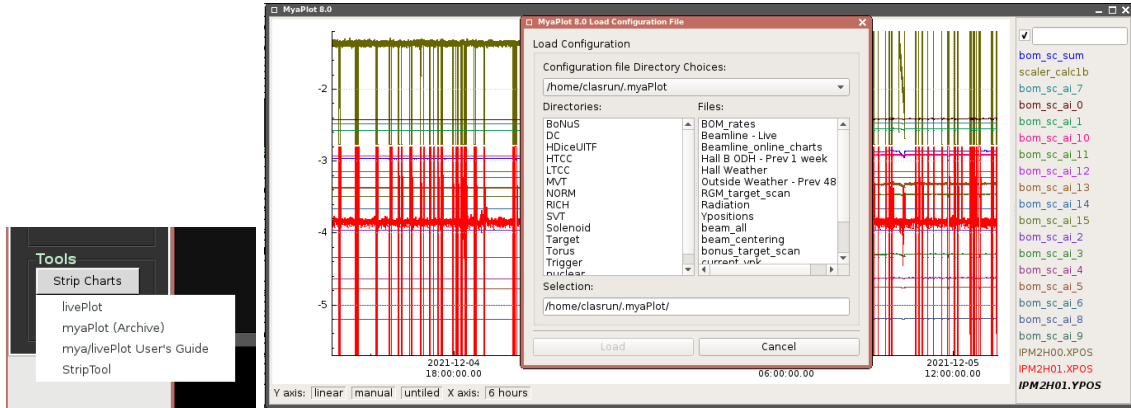 Tools
Strip Charts
livePlot
myaPlot (Archive)
mya/livePlot User's Guide
StripTool
MyaPlot 8.0
MyaPlot 8.0 Load Configuration File
Load Configuration
Configuration file Directory Choices:
/home/clasrun/.myaPlot
Directories:
BoNuS
DC
HDiceUITF
HTCC
LTCC
MVT
NORM
RICH
SVT
Solenoid
Target
Torus
Trigger
nuclear
Files:
BOM_rates
Beamline - Live
Beamline_online_charts
Hall B ODH - Prev 1 week
Hall Weather
Outside Weather - Prev 48
RGM_target_scan
Radiation
Ypositions
beam_all
beam_centering
bonus_target_scan
current_vpk
Selection:
/home/clasrun/.myaPlot/
Load
Cancel
-2
-3
-4
-5
2021-12-04
18:00:00.00
06:00:00.00
2021-12-05
12:00:00.00
Y axis: linear manual untiled X axis: 6 hours
bom_sc_sum
scaler_calc1b
bom_sc_ai_7
bom_sc_ai_0
bom_sc_ai_1
bom_sc_ai_10
bom_sc_ai_11
bom_sc_ai_12
bom_sc_ai_13
bom_sc_ai_14
bom_sc_ai_15
bom_sc_ai_2
bom_sc_ai_3
bom_sc_ai_4
bom_sc_ai_5
bom_sc_ai_6
bom_sc_ai_8
bom_sc_ai_9
IPM2H00.XPOS
IPM2H01.XPOS
IPM2H01.YPOS